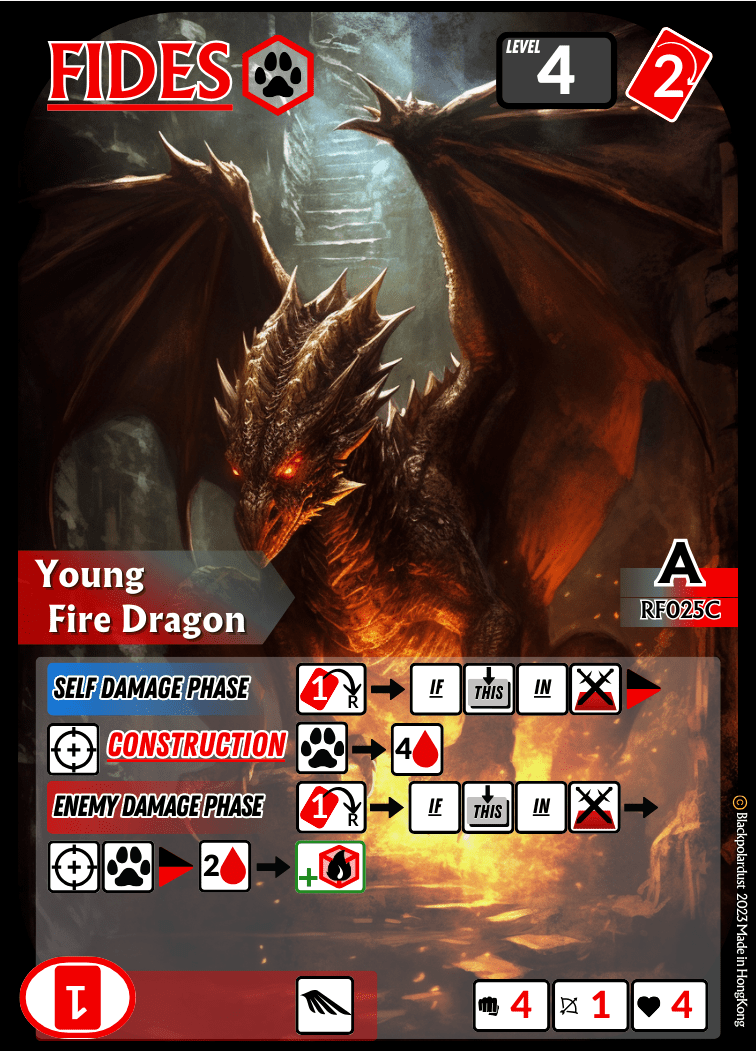 FIDES
LEVEL 4
2
Young
Fire Dragon
A
RF025C
SELF DAMAGE PHASE 1 R IF THIS IN
CONSTRUCTION 4
ENEMY DAMAGE PHASE 1 R IF THIS IN
2 +
1 4 1 4
© Blackpolardust 2023 Made in HongKong